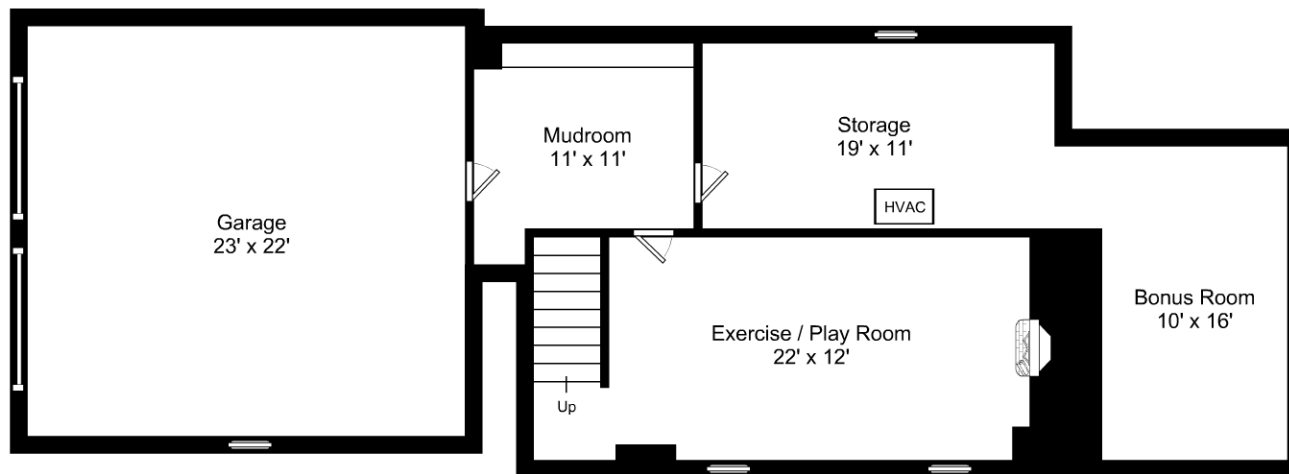 Garage
23' x 22'
Mudroom
11' x 11'
Storage
19' x 11'
HVAC
Exercise / Play Room
22' x 12'
Bonus Room
10' x 16'
Up